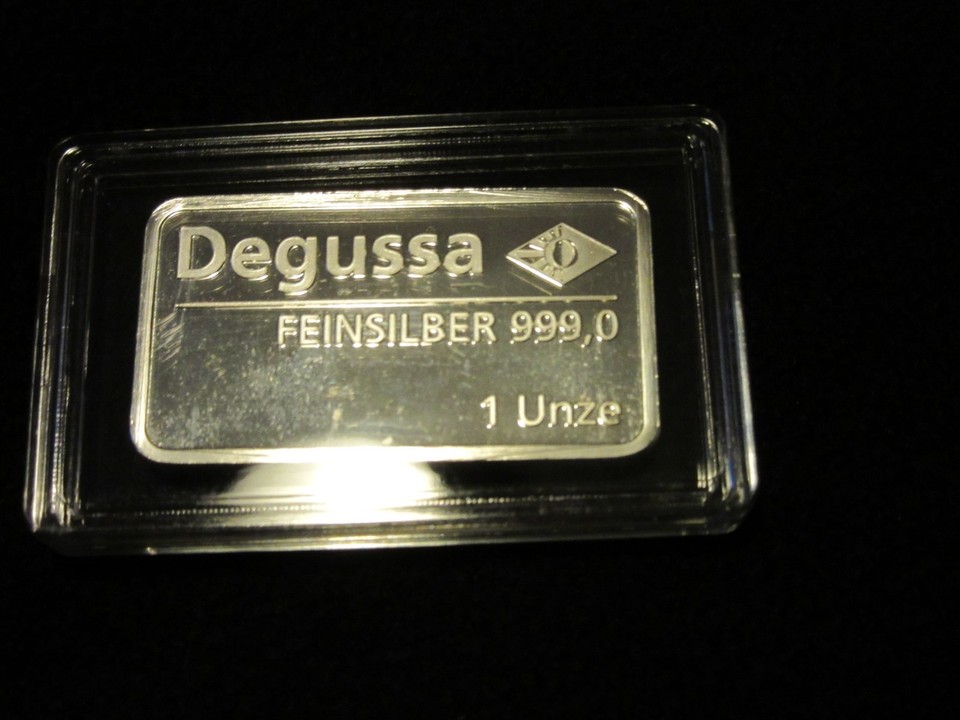 Degussa
FEINSILBER 999,0
1 Unze